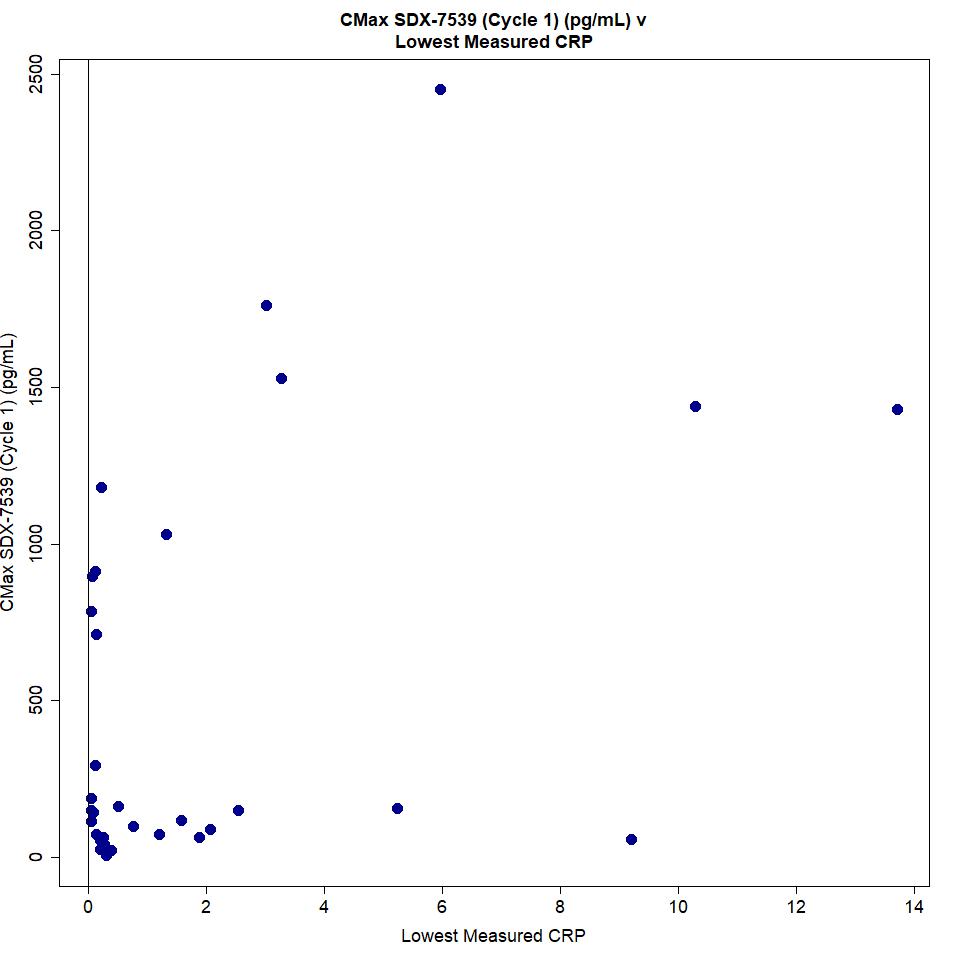 CMax SDX-7539 (Cycle 1) (pg/mL) v
Lowest Measured CRP
CMax SDX-7539 (Cycle 1) (pg/mL)
2500
2000
1500
1000
500
0
0 2 4 6 8 10 12 14
Lowest Measured CRP